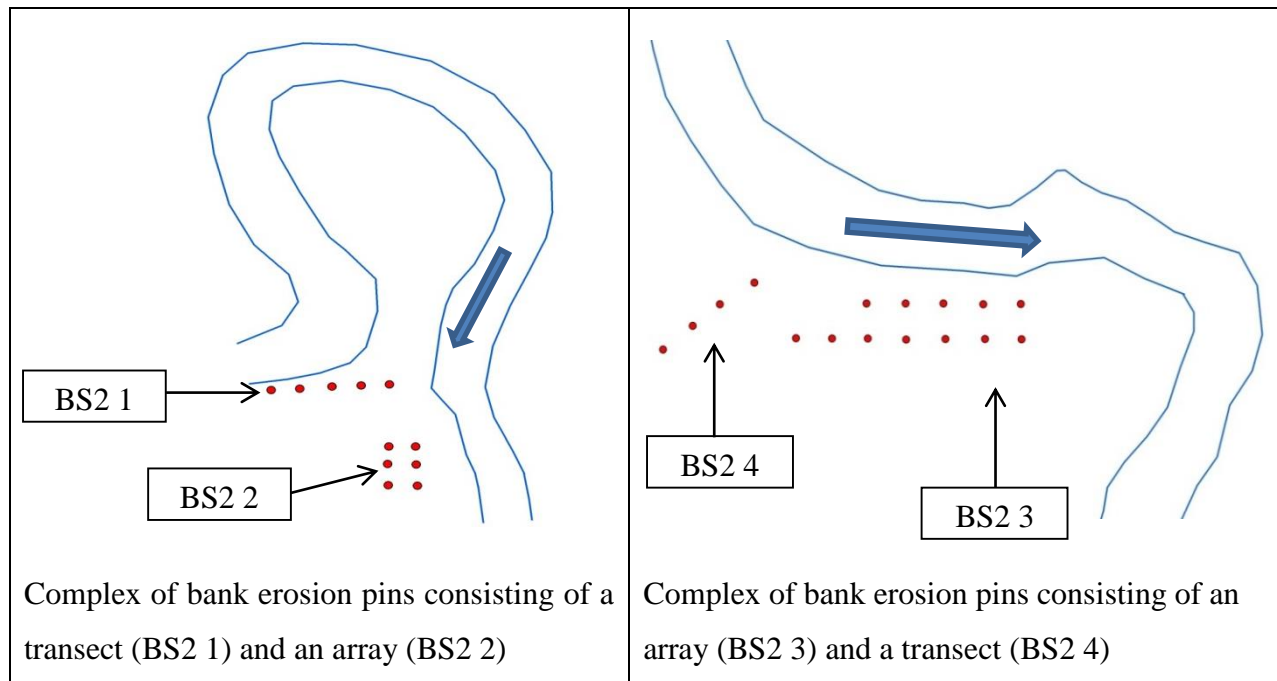 BS2 1
BS2 2
Complex of bank erosion pins consisting of a
transect (BS2 1) and an array (BS2 2)
BS2 4
BS2 3
Complex of bank erosion pins consisting of an
array (BS2 3) and a transect (BS2 4)